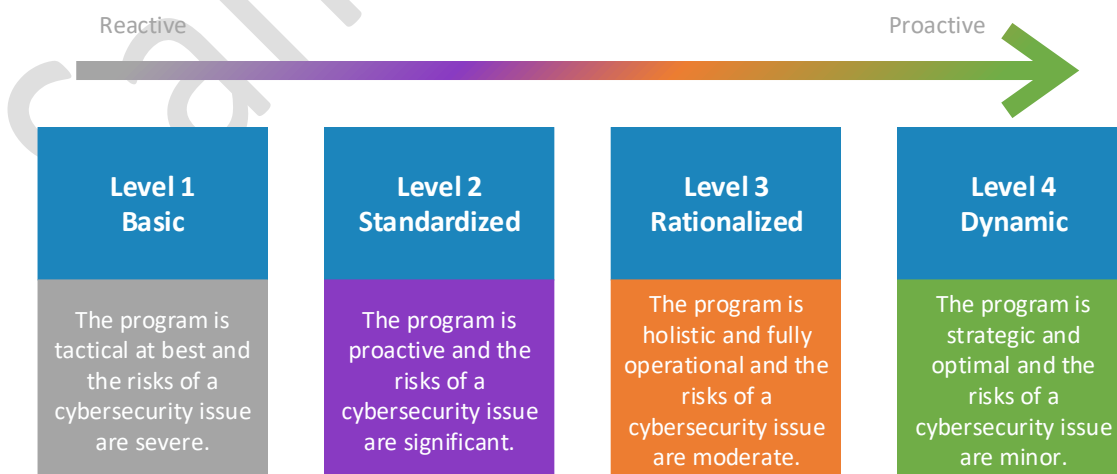 Reactive
Proactive
Level 1
Basic
The program is
tactical at best and
the risks of a
cybersecurity issue
are severe.
Level 2
Standardized
The program is
proactive and the
risks of a
cybersecurity issue
are significant.
Level 3
Rationalized
The program is
holistic and fully
operational and the
risks of a
cybersecurity issue
are moderate.
Level 4
Dynamic
The program is
strategic and
optimal and the
risks of a
cybersecurity issue
are minor.